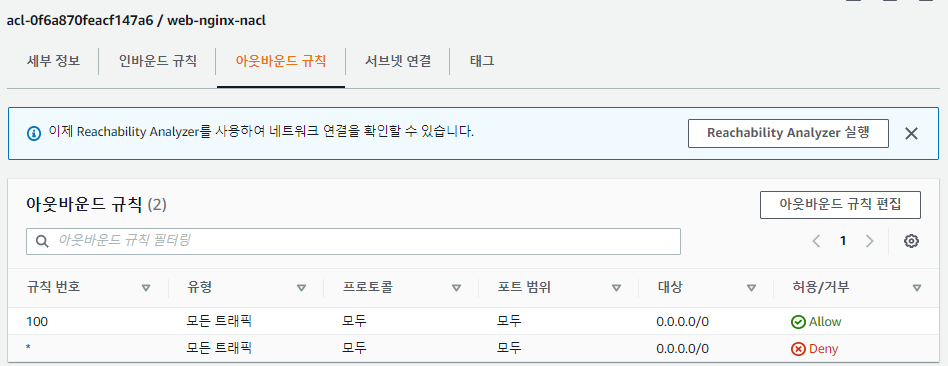 acl-0f6a870feacf147a6 / web-nginx-nacl
세부 정보 인바운드 규칙 아웃바운드 규칙 서브넷 연결 태그
이제 Reachability Analyzer를 사용하여 네트워크 연결을 확인할 수 있습니다. Reachability Analyzer 실행
아웃바운드 규칙 (2) 아웃바운드 규칙 편집
아웃바운드 규칙 필터링 1
규칙 번호 유형 프로토콜 포트 범위 대상 허용/거부
100 모든 트래픽 모두 모두 0.0.0.0/0 Allow
* 모든 트래픽 모두 모두 0.0.0.0/0 Deny